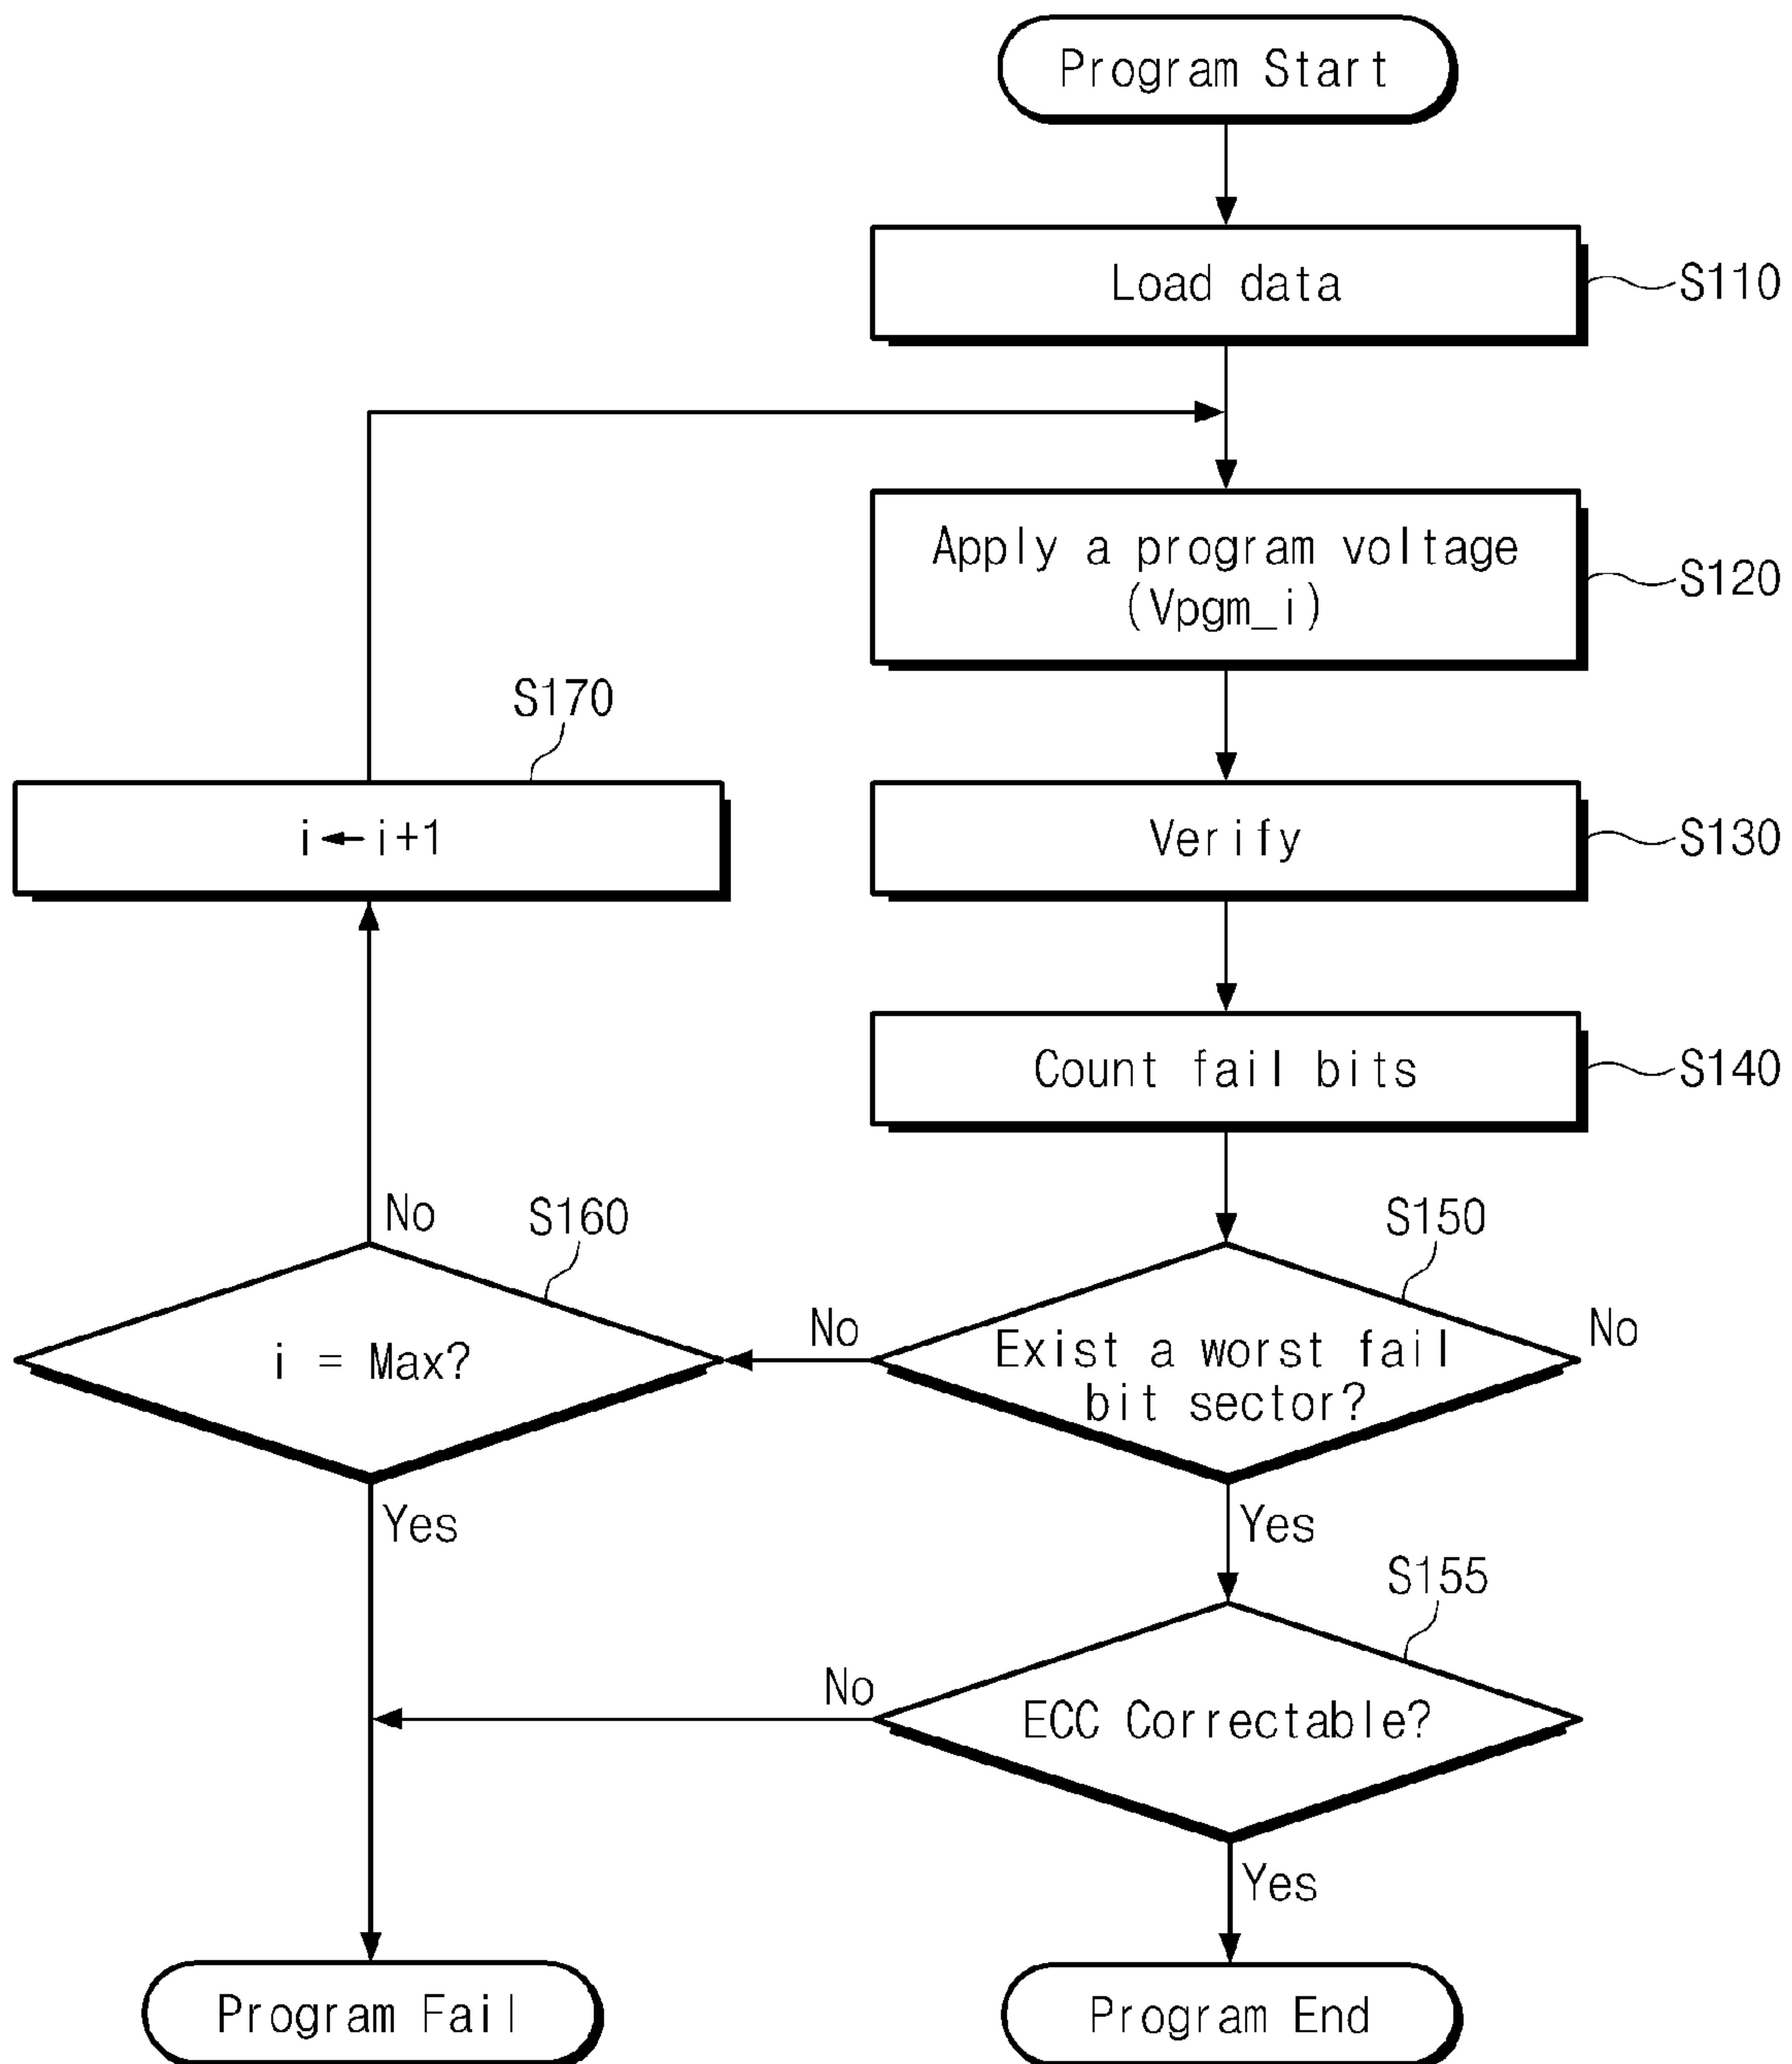 Program Start
Load data
S110
Apply a program voltage
(Vpgm_i)
S120
S170
i←i+1
Verify
S130
Count fail bits
S140
No
S160
S150
i = Max?
No
Exist a worst fail
bit sector?
No
Yes
Yes
S155
No
ECC Correctable?
Yes
Program Fail
Program End